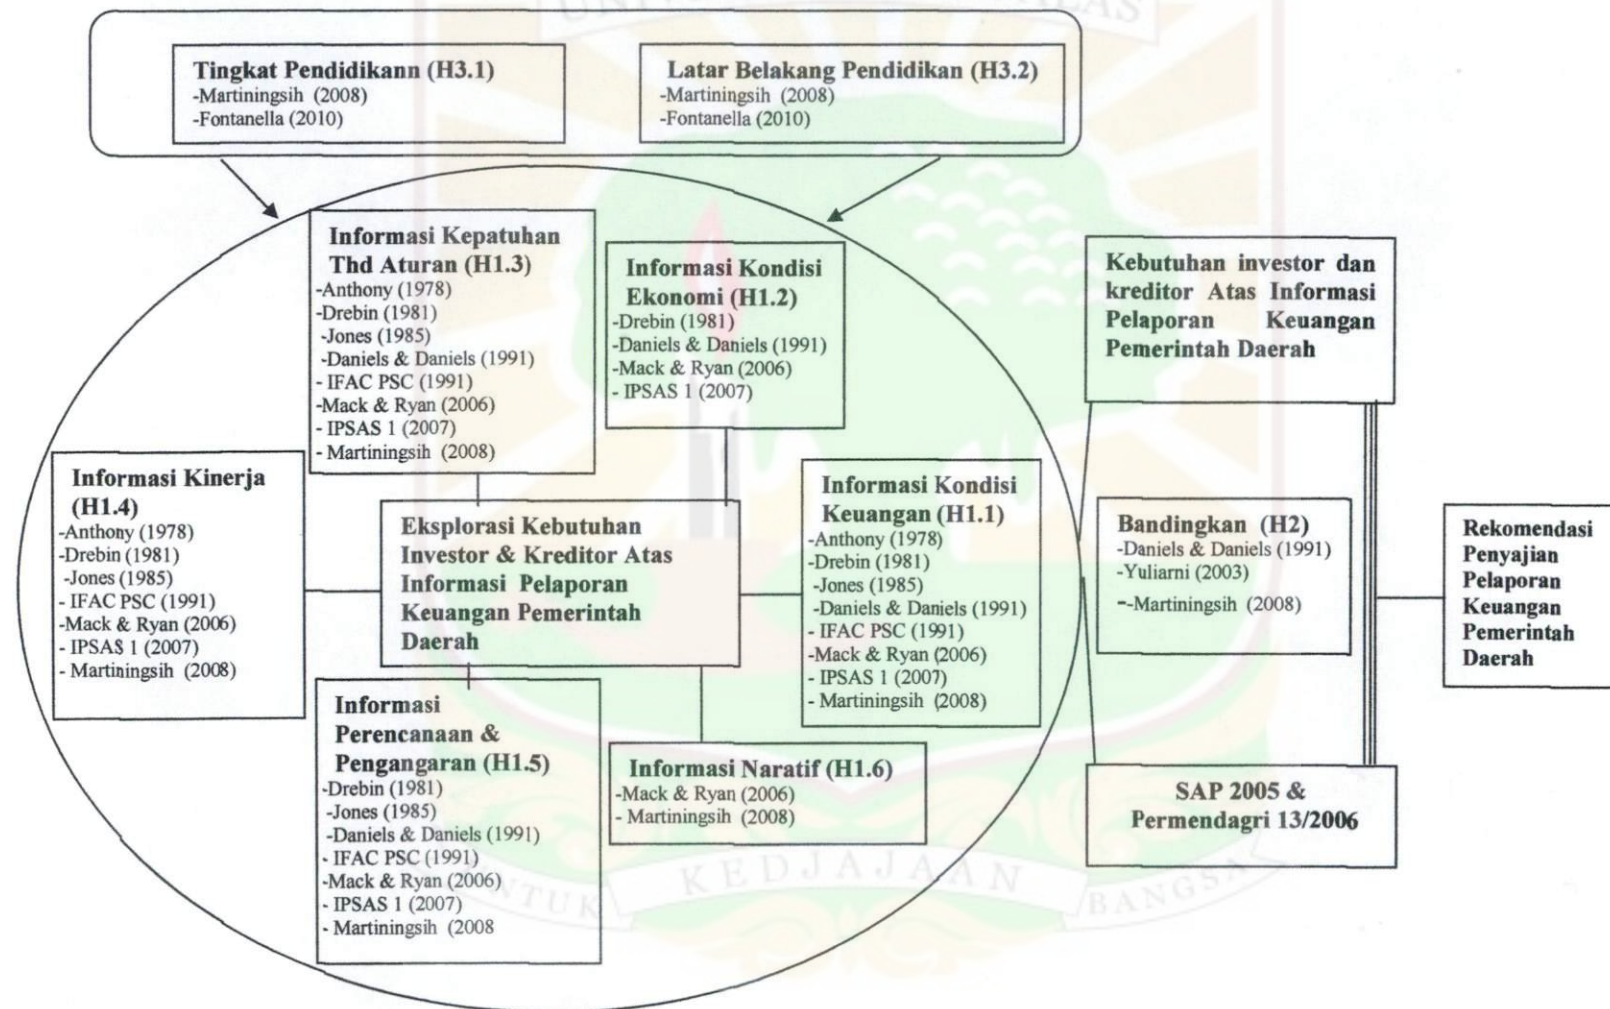 Tingkat Pendidikann (H3.1)
-Martiningsih (2008)
-Fontanella (2010)
Latar Belakang Pendidikan (H3.2)
-Martiningsih (2008)
-Fontanella (2010)
Informasi Kepatuhan
Thd Aturan (H1.3)
-Anthony (1978)
-Drebin (1981)
-Jones (1985)
-Daniels & Daniels (1991)
- IFAC PSC (1991)
-Mack & Ryan (2006)
- IPSAS 1 (2007)
- Martiningsih (2008)
Informasi Kondisi
Ekonomi (H1.2)
-Drebin (1981)
-Daniels & Daniels (1991)
-Mack & Ryan (2006)
- IPSAS 1 (2007)
Kebutuhan investor dan
kreditor Atas Informasi
Pelaporan Keuangan
Pemerintah Daerah
Informasi Kinerja
(H1.4)
-Anthony (1978)
-Drebin (1981)
-Jones (1985)
- IFAC PSC (1991)
-Mack & Ryan (2006)
- IPSAS 1 (2007)
- Martiningsih (2008)
Eksplorasi Kebutuhan
Investor & Kreditor Atas
Informasi Pelaporan
Keuangan Pemerintah
Daerah
Informasi Kondisi
Keuangan (H1.1)
-Anthony (1978)
-Drebin (1981)
-Jones (1985)
-Daniels & Daniels (1991)
- IFAC PSC (1991)
-Mack & Ryan (2006)
- IPSAS 1 (2007)
- Martiningsih (2008)
Bandingkan (H2)
-Daniels & Daniels (1991)
-Yuliarni (2003)
--Martiningsih (2008)
Rekomendasi
Penyajian
Pelaporan
Keuangan
Pemerintah
Daerah
Informasi
Perencanaan &
Pengangaran (H1.5)
-Drebin (1981)
-Jones (1985)
-Daniels & Daniels (1991)
- IFAC PSC (1991)
-Mack & Ryan (2006)
- IPSAS 1 (2007)
- Martiningsih (2008
Informasi Naratif (H1.6)
-Mack & Ryan (2006)
- Martiningsih (2008)
SAP 2005 &
Permendagri 13/2006
KEDJAJAAN
BANGSA